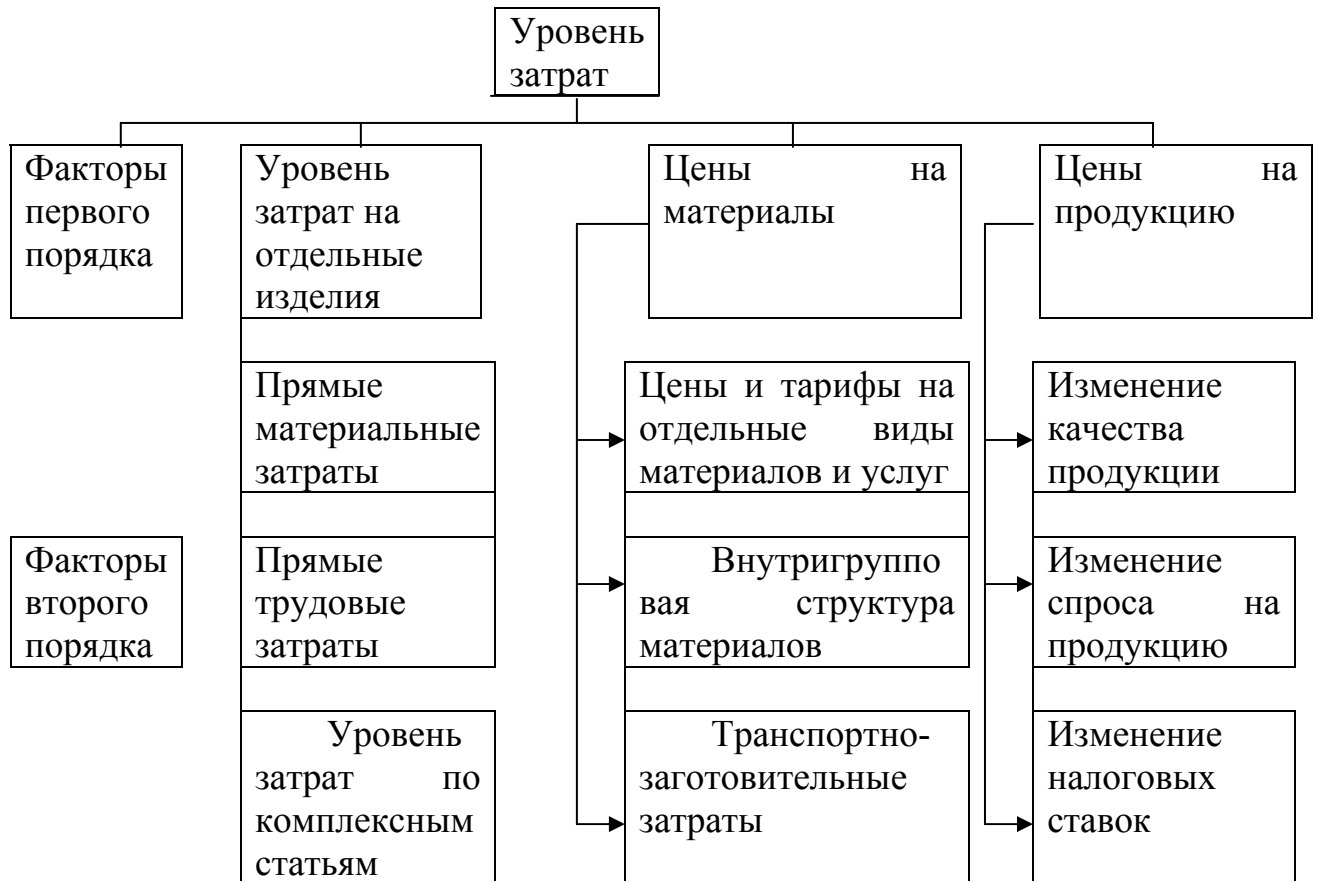 Уровень
затрат
Факторы
первого
порядка
Уровень
затрат на
отдельные
изделия
Цены на
материалы
Цены на
продукцию
Прямые
материальные
затраты
Цены и тарифы на
отдельные виды
материалов и услуг
Изменение
качества
продукции
Факторы
второго
порядка
Прямые
трудовые
затраты
Внутригруппо
вая структура
материалов
Изменение
спроса на
продукцию
Уровень
затрат по
комплексным
статьям
Транспортно-
заготовительные
затраты
Изменение
налоговых
ставок